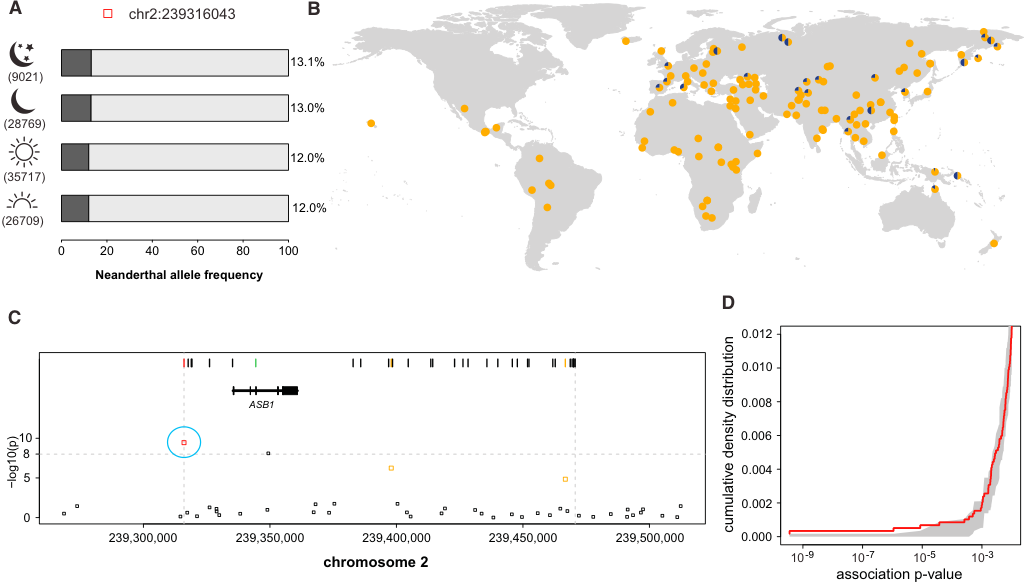 A
chr2:239316043
(9021)
13.1%
(28769)
13.0%
(35717)
12.0%
(26709)
12.0%
0 20 40 60 80 100
Neanderthal allele frequency
B
C
ASB1
−log10(p)
10
8
5
0
239,300,000 239,350,000 239,400,000 239,450,000 239,500,000
chromosome 2
D
cumulative density distribution
0.012
0.010
0.008
0.006
0.004
0.002
0.000
10-9 10-7 10-5 10-3
association p-value